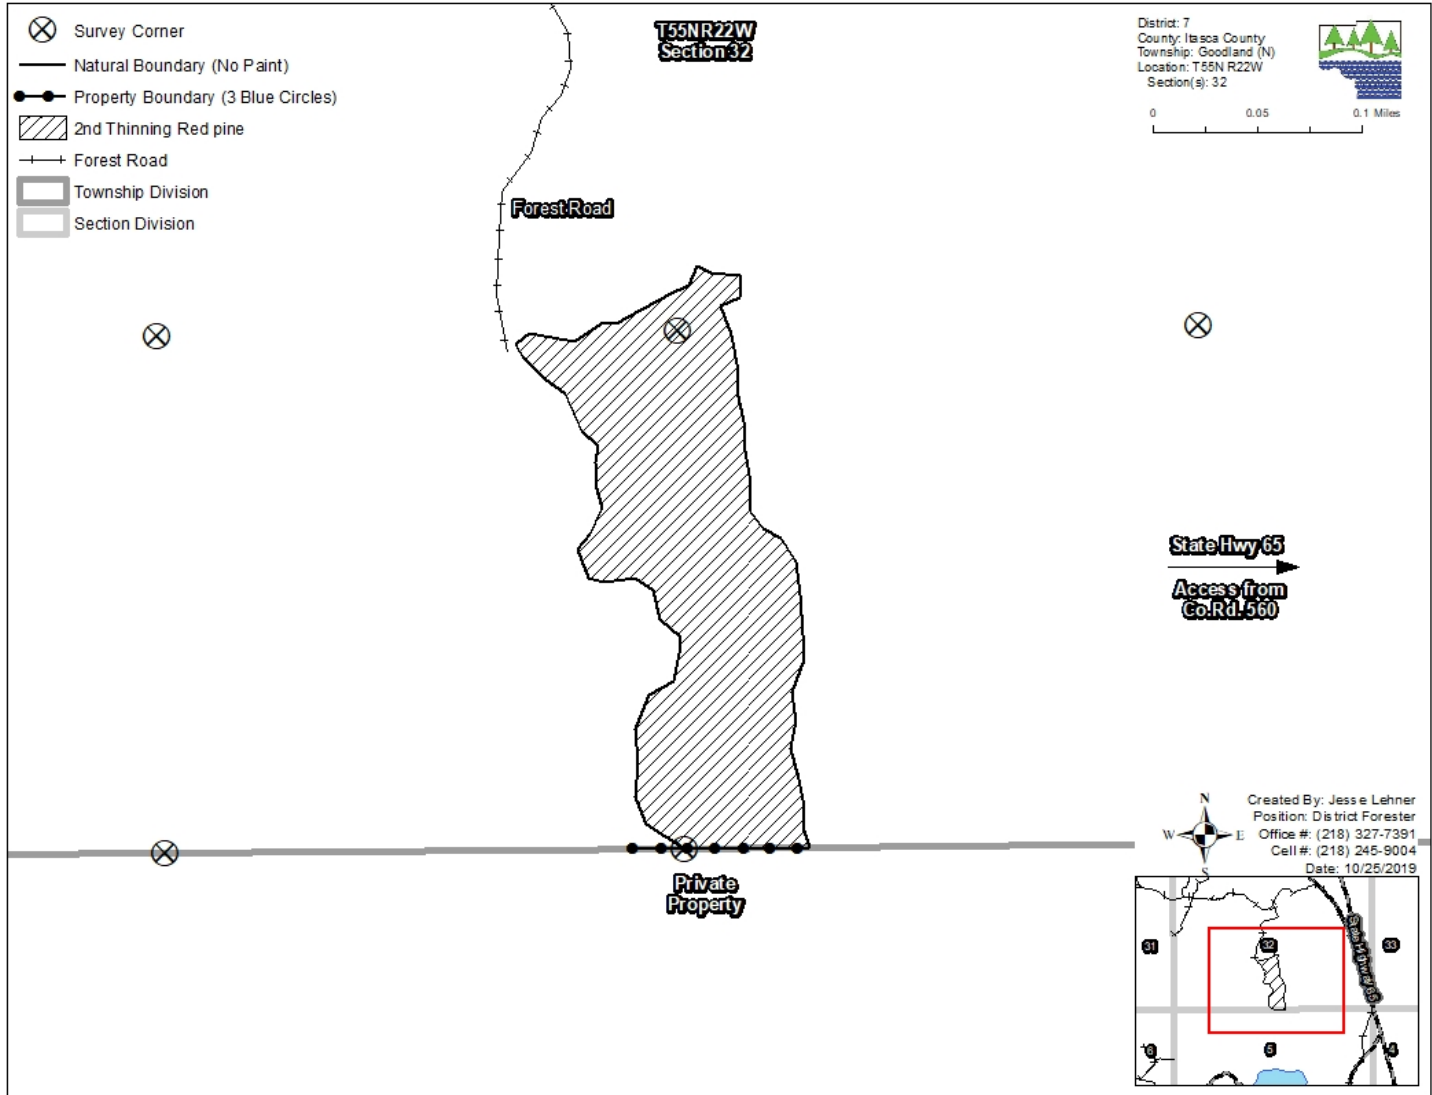 Survey Corner
Natural Boundary (No Paint)
Property Boundary (3 Blue Circles)
2nd Thinning Red pine
Forest Road
Township Division
Section Division
T55NR22W
Section 32
District: 7
County: Itasca County
Township: Goodland (N)
Location: T55N R22W
Section(s): 32
0 0.05 0.1 Miles
Forest Road
State Hwy 65
Access from
Co.Rd. 560
Private
Property
N
W E
S
Created By: Jesse Lehner
Position: District Forester
Office #: (218) 327-7391
Cell #: (218) 245-9004
Date: 10/25/2019
31 32 33
State Highway 65
6 5 4